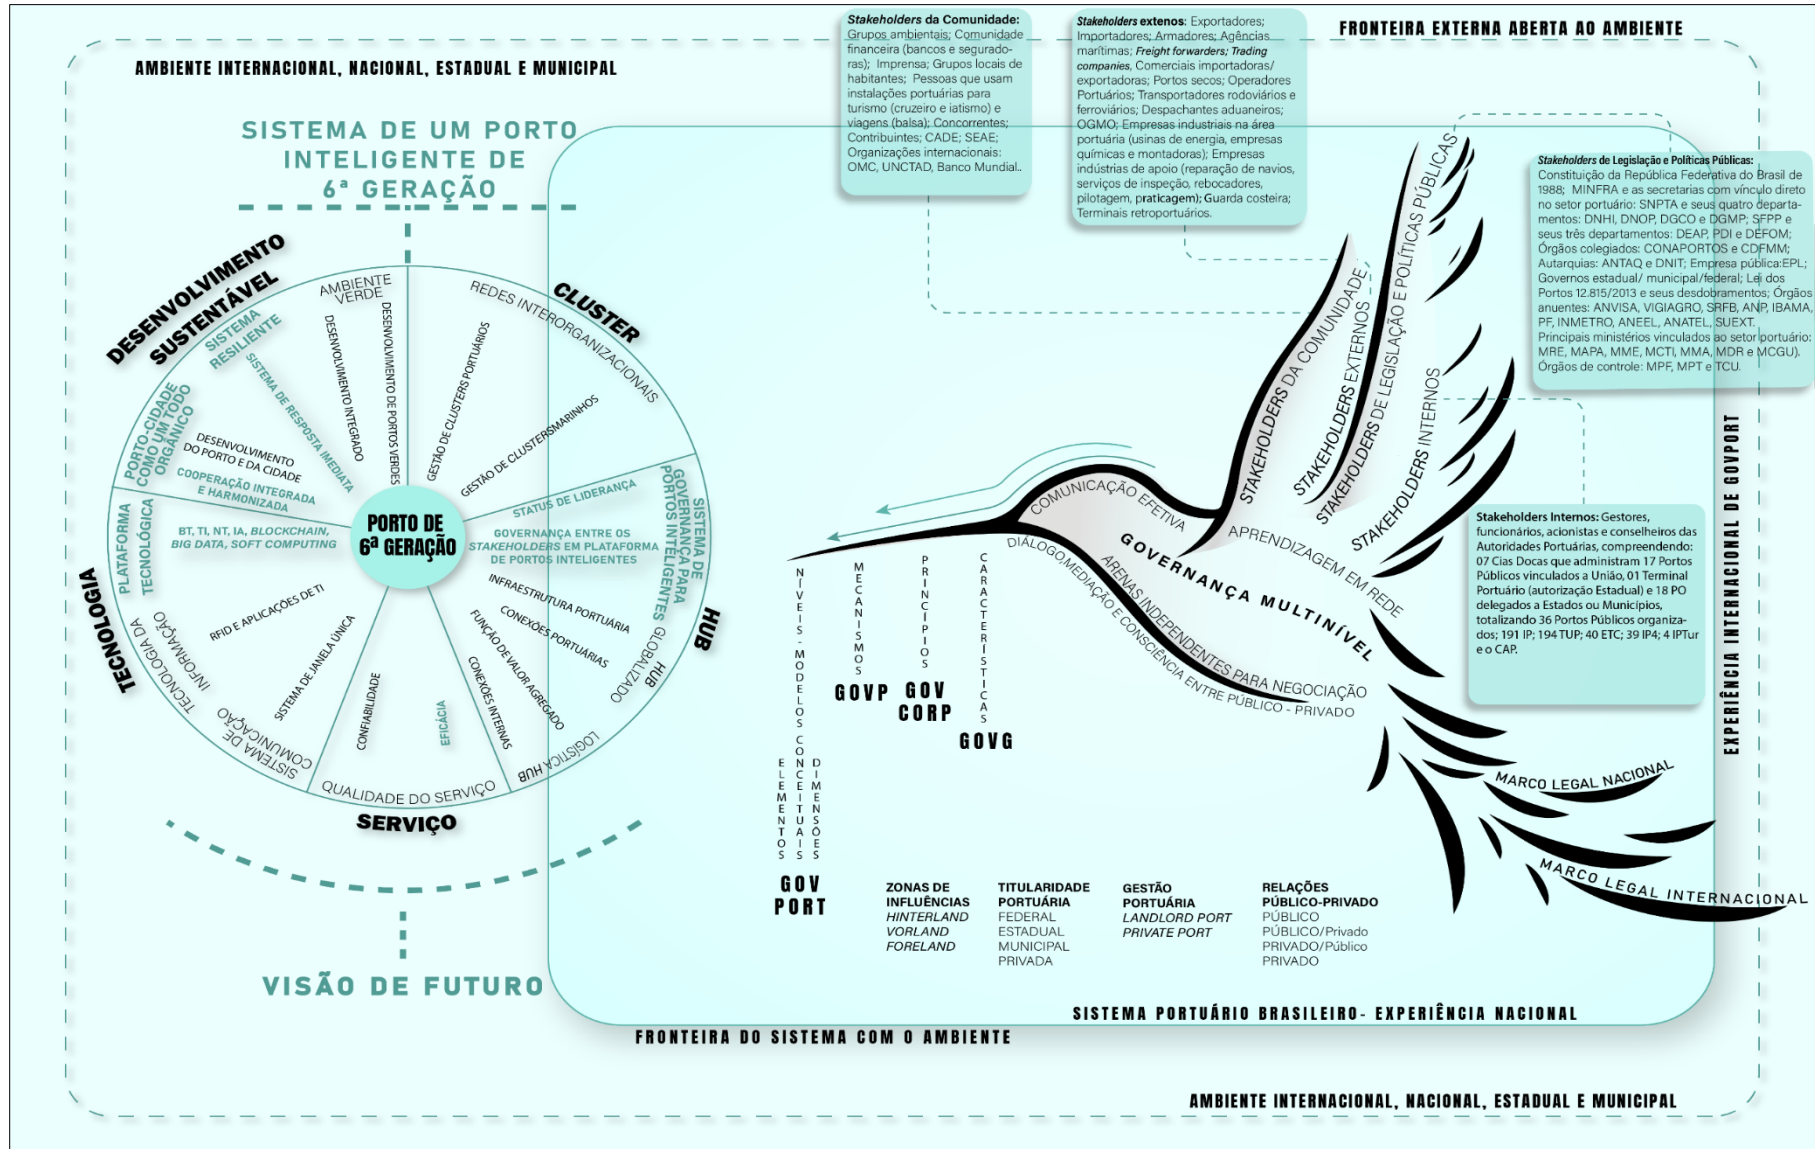 FRONTEIRA EXTERNA ABERTA AO AMBIENTE
AMBIENTE INTERNACIONAL, NACIONAL, ESTADUAL E MUNICIPAL
Stakeholders da Comunidade:
Grupos ambientais; Comunidade
financeira (bancos e segurado-
ras); Imprensa; Grupos locais de
habitantes; Pessoas que usam
instalações portuárias para
turismo (cruzeiro e iatismo) e
viagens (balsa); Concorrentes;
Contribuintes; CADE; SEAE;
Organizações internacionais:
OMC, UNCTAD, Banco Mundial..
Stakeholders extenos: Exportadores;
Importadores; Armadores; Agências
marítimas; Freight forwarders; Trading
companies, Comerciais importadoras/
exportadoras; Portos secos; Operadores
Portuários; Transportadores rodoviários e
ferroviários; Despachantes aduaneiros;
OGMO; Empresas industriais na área
portuária (usinas de energia, empresas
químicas e montadoras); Empresas
indústrias de apoio (reparação de navios,
serviços de inspeção, rebocadores,
pilotagem, praticagem); Guarda costeira;
Terminais retroportuários.
Stakeholders de Legislação e Políticas Públicas:
Constituição da República Federativa do Brasil de
1988; MINFRA e as secretarias com vínculo direto
no setor portuário: SNPTA e seus quatro departa-
mentos: DNHI, DNOP, DGCO e DGMP; SFPP e
seus três departamentos: DEAP, PDI e DEFOM;
Órgãos colegiados: CONAPORTOS e CDFMM;
Autarquias: ANTAQ e DNIT; Empresa pública:EPL;
Governos estadual/ municipal/federal; Lei dos
Portos 12.815/2013 e seus desdobramentos; Órgãos
anuentes: ANVISA, VIGIAGRO, SRFB, ANP, IBAMA,
PF, INMETRO, ANEEL, ANATEL, SUEXT.
Principais ministérios vinculados ao setor portuário:
MRE, MAPA, MME, MCTI, MMA, MDR e MCGU).
Órgãos de controle: MPF, MPT e TCU.
Stakeholders Internos: Gestores,
funcionários, acionistas e conselheiros das
Autoridades Portuárias, compreendendo:
07 Cias Docas que administram 17 Portos
Públicos vinculados a União, 01 Terminal
Portuário (autorização Estadual) e 18 PO
delegados a Estados ou Municípios,
totalizando 36 Portos Públicos organiza-
dos; 191 IP; 194 TUP; 40 ETC; 39 IP4; 4 IPTur
e o CAP.
SISTEMA DE UM PORTO
INTELIGENTE DE
6ª GERAÇÃO
DESENVOLVIMENTO
SUSTENTÁVEL
AMBIENTE
VERDE
DESENVOLVIMENTO DE PORTOS VERDES
DESENVOLVIMENTO INTEGRADO
SISTEMA
RESILIENTE
SISTEMA DE RESPOSTA IMEDIATA
PORTO-CIDADE
COMO UM TODO
ORGÂNICO
DESENVOLVIMENTO
DO PORTO E DA CIDADE
COOPERAÇÃO INTEGRADA
E HARMONIZADA
CLUSTER
REDES INTERORGANIZACIONAIS
GESTÃO DE CLUSTERS PORTUÁRIOS
GESTÃO DE CLUSTERSMARINHOS
PORTO DE
6ª GERAÇÃO
HUB
SISTEMA DE
GOVERNANÇA PARA
PORTOS INTELIGENTES
STATUS DE LIDERANÇA
GOVERNANÇA ENTRE OS
STAKEHOLDERS EM PLATAFORMA
DE PORTOS INTELIGENTES
HUB
GLOBALIZADO
INFRAESTRUTURA PORTUÁRIA
CONEXÕES PORTUÁRIAS
LOGÍSTICA HUB
FUNÇÃO DE VALOR AGREGADO
CONEXÕES INTERNAS
SERVIÇO
QUALIDADE DO SERVIÇO
EFICÁCIA
CONFIABILIDADE
TECNOLOGIA
PLATAFORMA
TECNOLÓGICA
BT, TI, NT, IA, BLOCKCHAIN,
BIG DATA, SOFT COMPUTING
TECNOLOGIA DA
INFORMAÇÃO
RFID E APLICAÇÕES DE TI
SISTEMA DE
COMUNICAÇÃO
SISTEMA DE JANELA ÚNICA
VISÃO DE FUTURO
STAKEHOLDERS DA COMUNIDADE
STAKEHOLDERS EXTERNOS
STAKEHOLDERS DE LEGISLAÇÃO E POLÍTICAS PÚBLICAS
STAKEHOLDERS INTERNOS
COMUNICAÇÃO EFETIVA
GOVERNANÇA MULTINÍVEL
APRENDIZAGEM EM REDE
ARENAS INDEPENDENTES PARA NEGOCIAÇÃO
DIÁLOGO,MEDIAÇÃO E CONSCIÊNCIA ENTRE PÚBLICO - PRIVADO
MARCO LEGAL NACIONAL
MARCO LEGAL INTERNACIONAL
NÍVEIS-MODELOS CONCEITUAIS
ELEMENTOS
DIMENSÕES
GOV
PORT
MECANISMOS
GOVP
PRINCÍPIOS
GOV
CORP
CARACTERÍSTICAS
GOVG
ZONAS DE
INFLUÊNCIAS
HINTERLAND
VORLAND
FORELAND
TITULARIDADE
PORTUÁRIA
FEDERAL
ESTADUAL
MUNICIPAL
PRIVADA
GESTÃO
PORTUÁRIA
LANDLORD PORT
PRIVATE PORT
RELAÇÕES
PÚBLICO-PRIVADO
PÚBLICO
PÚBLICO/Privado
PRIVADO/Público
PRIVADO
EXPERIÊNCIA INTERNACIONAL DE GOVPORT
SISTEMA PORTUÁRIO BRASILEIRO- EXPERIÊNCIA NACIONAL
FRONTEIRA DO SISTEMA COM O AMBIENTE
AMBIENTE INTERNACIONAL, NACIONAL, ESTADUAL E MUNICIPAL